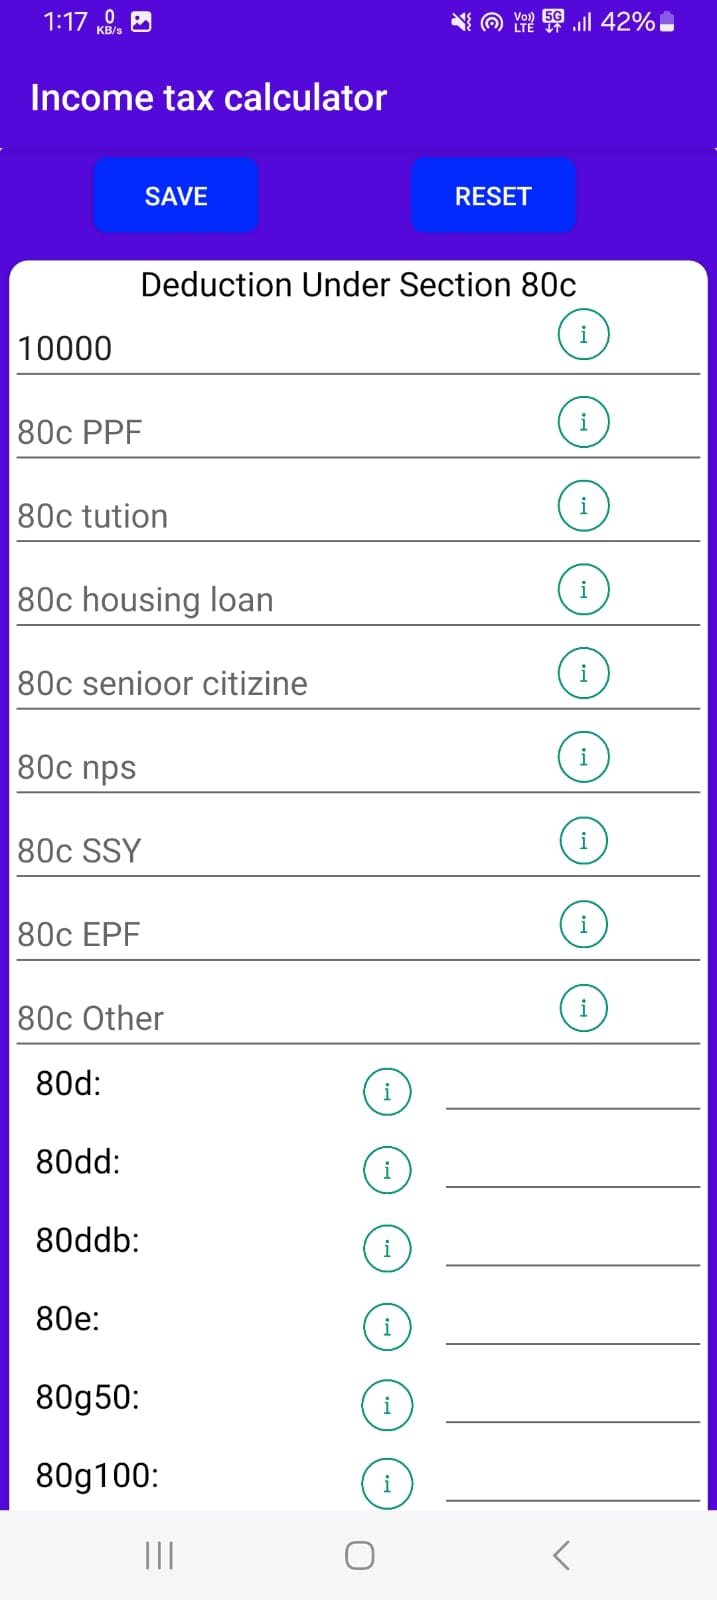 1:17 0 KB/s Vo)) LTE 5G 42%
Income tax calculator
SAVE RESET
Deduction Under Section 80c
10000 i
80c PPF i
80c tution i
80c housing loan i
80c senioor citizine i
80c nps i
80c SSY i
80c EPF i
80c Other i
80d: i
80dd: i
80ddb: i
80e: i
80g50: i
80g100: i